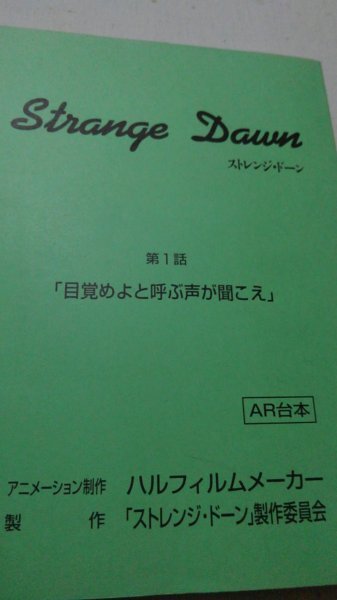 Strange Dawn
ストレンジ・ドーン
第1話
「目覚めよと呼ぶ声が聞こえ」
AR台本
アニメーション制作 ハルフィルムメーカー
製作 「ストレンジ・ドーン」製作委員会